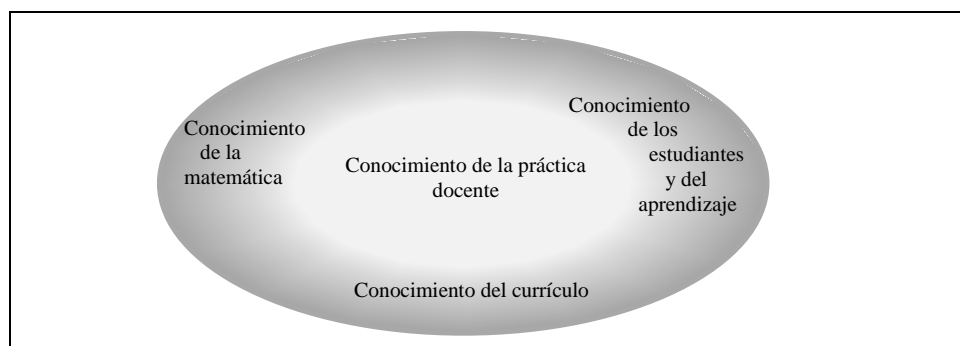 Conocimiento
de la
matemática
Conocimiento de la práctica
docente
Conocimiento
de los
estudiantes
y del
aprendizaje
Conocimiento del currículo